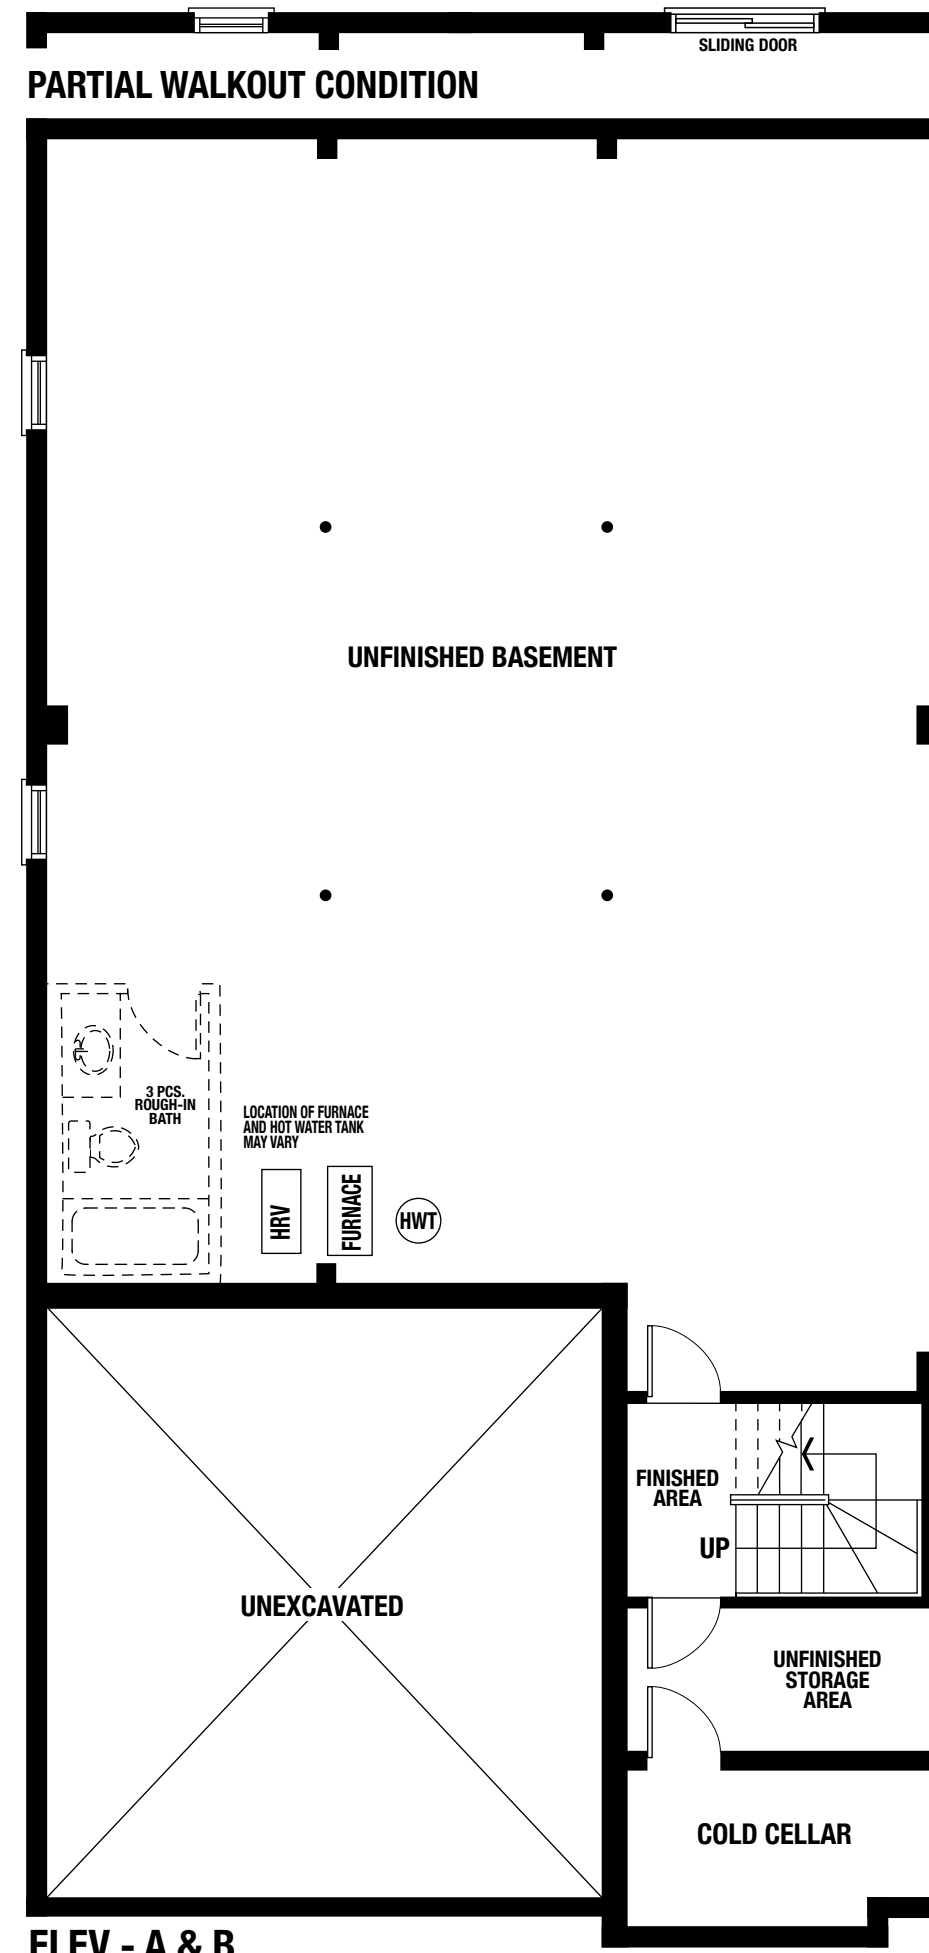 SLIDING DOOR
PARTIAL WALKOUT CONDITION
UNFINISHED BASEMENT
3 PCS.
ROUGH-IN
BATH
LOCATION OF FURNACE
AND HOT WATER TANK
MAY VARY
HRV
FURNACE
HWT
FINISHED
AREA
UP
UNEXCAVATED
UNFINISHED
STORAGE
AREA
COLD CELLAR
ELEV - A & B